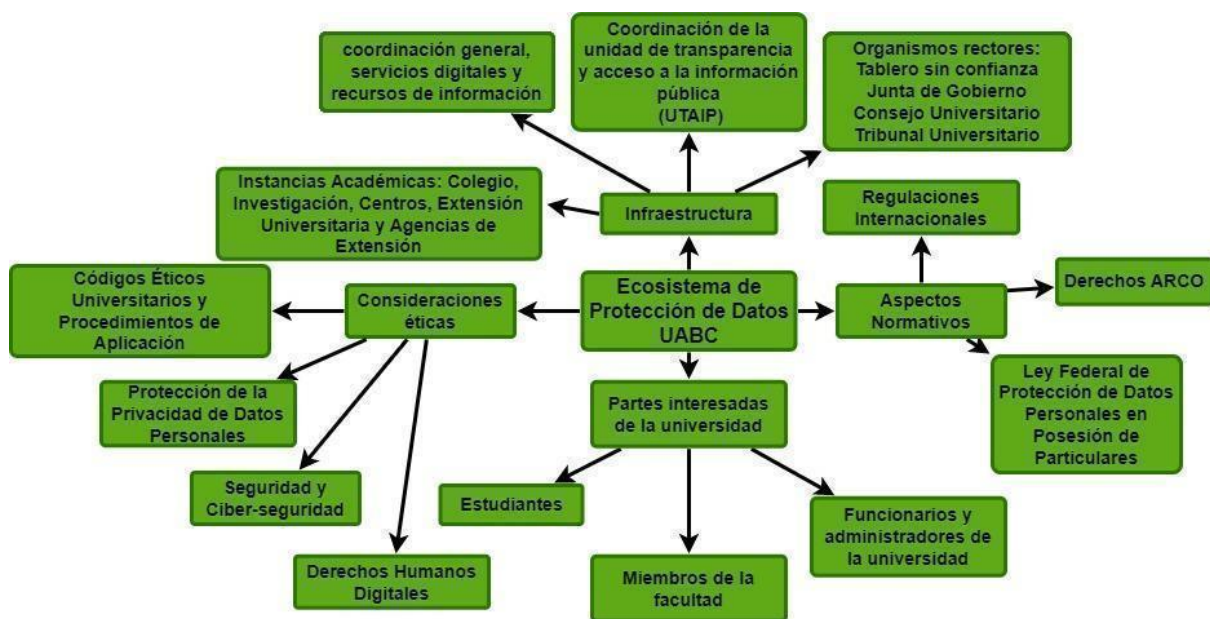 coordinación general,
servicios digitales y
recursos de información
Coordinación de la
unidad de transparencia
y acceso a la información
pública
(UTAIP)
Organismos rectores:
Tablero sin confianza
Junta de Gobierno
Consejo Universitario
Tribunal Universitario
Instancias Académicas: Colegio,
Investigación, Centros, Extensión
Universitaria y Agencias de
Extensión
Infraestructura
Regulaciones
Internacionales
Códigos Éticos
Universitarios y
Procedimientos de
Aplicación
Consideraciones
éticas
Ecosistema de
Protección de Datos
UABC
Aspectos
Normativos
Derechos ARCO
Protección de la
Privacidad de Datos
Personales
Partes interesadas
de la universidad
Ley Federal de
Protección de Datos
Personales en
Posesión de
Particulares
Seguridad y
Ciber-seguridad
Estudiantes
Funcionarios y
administradores de
la universidad
Derechos Humanos
Digitales
Miembros de la
facultad